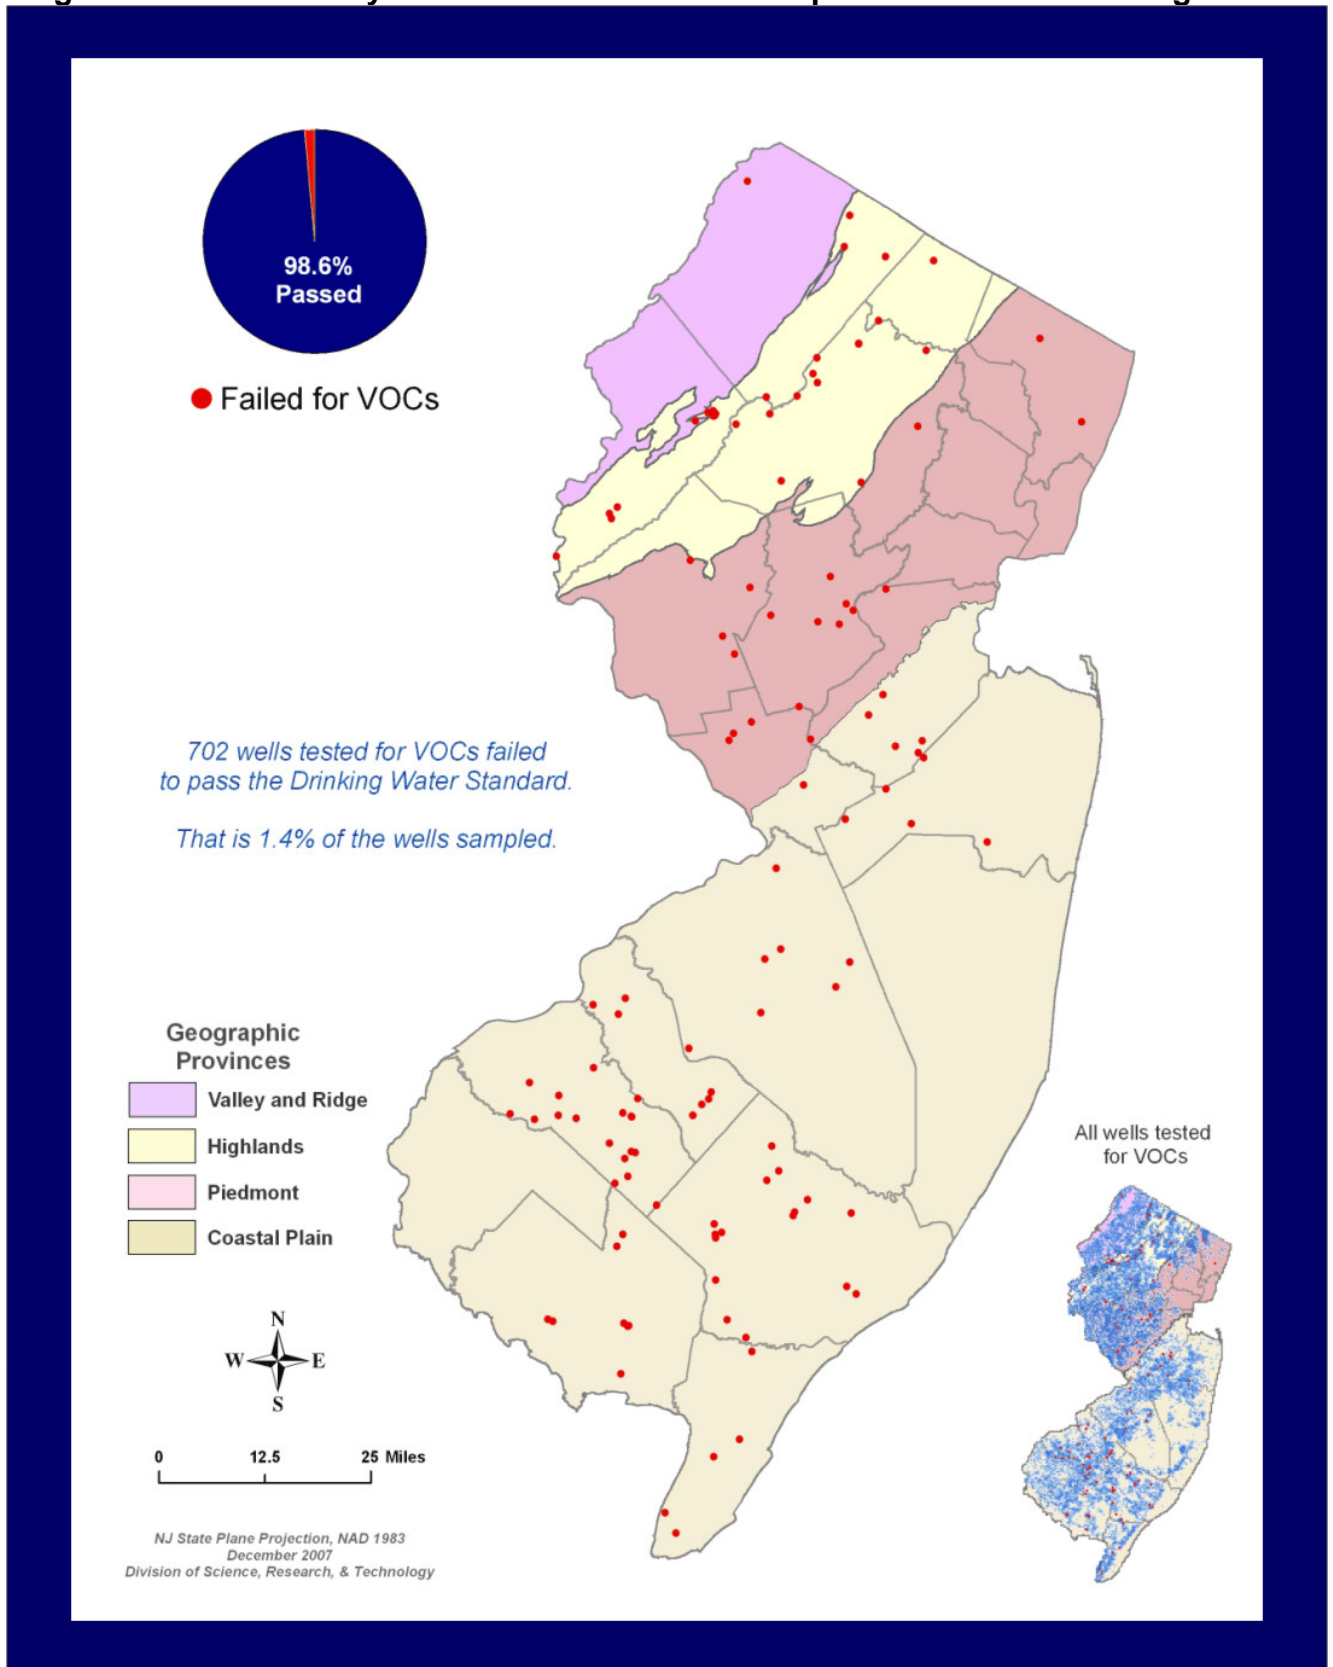 98.6%
Passed
Failed for VOCs
702 wells tested for VOCs failed
to pass the Drinking Water Standard.
That is 1.4% of the wells sampled.
Geographic
Provinces
Valley and Ridge
Highlands
Piedmont
Coastal Plain
N
W E
S
0 12.5 25 Miles
NJ State Plane Projection, NAD 1983
December 2007
Division of Science, Research, & Technology
All wells tested
for VOCs